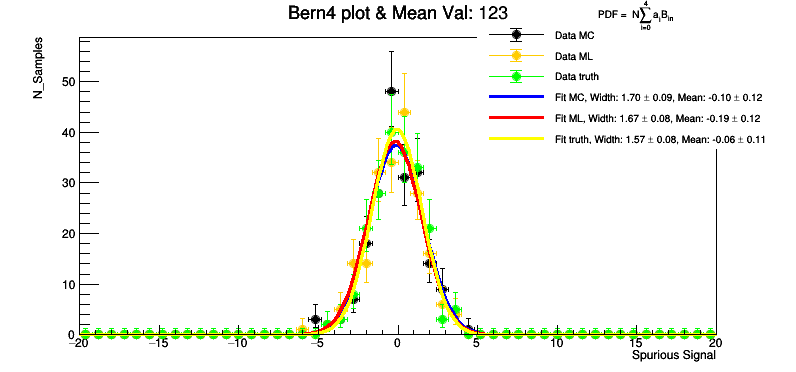 Bern4 plot & Mean Val: 123
PDF = N∑ aᵢBᵢₙ
4
i=0
Data MC
Data ML
Data truth
Fit MC, Width: 1.70 ± 0.09, Mean: -0.10 ± 0.12
Fit ML, Width: 1.67 ± 0.08, Mean: -0.19 ± 0.12
Fit truth, Width: 1.57 ± 0.08, Mean: -0.06 ± 0.11
N_Samples
50
40
30
20
10
0
−20 −15 −10 −5 0 5 10 15 20
Spurious Signal